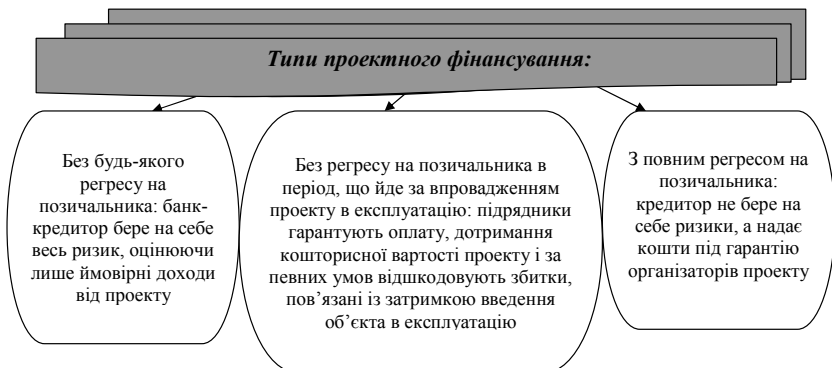 Типи проектного фінансування:
Без будь-якого
регресу на
позичальника: банк-
кредитор бере на себе
весь ризик, оцінюючи
лише ймовірні доходи
від проекту
Без регресу на позичальника в
період, що йде за впровадженням
проекту в експлуатацію: підрядники
гарантують оплату, дотримання
кошторисної вартості проекту і за
певних умов відшкодовують збитки,
пов’язані із затримкою введення
об’єкта в експлуатацію
З повним регресом на
позичальника:
кредитор не бере на
себе ризики, а надає
кошти під гарантію
організаторів проекту